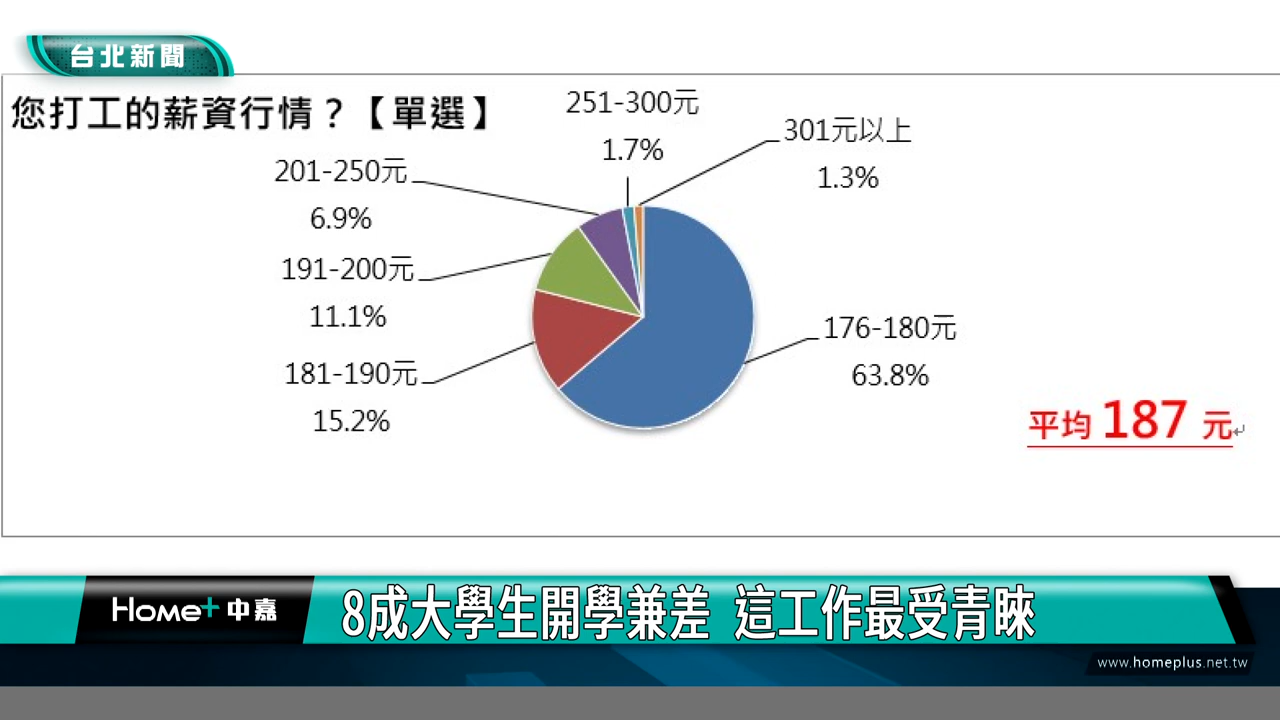 台北新聞
您打工的薪資行情？【單選】
251-300元
1.7%
301元以上
1.3%
201-250元
6.9%
191-200元
11.1%
176-180元
63.8%
181-190元
15.2%
平均 187 元
Home+ 中嘉
8成大學生開學兼差 這工作最受青睞
www.homeplus.net.tw